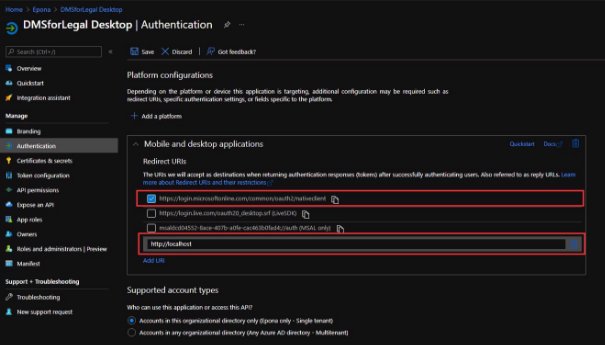 Home > Epona > DMSforLegal Desktop
DMSforLegal Desktop | Authentication
Search (Ctrl+/)
Save Discard Got feedback?
Overview
Quickstart
Integration assistant
Manage
Branding
Authentication
Certificates & secrets
Token configuration
API permissions
Expose an API
App roles
Owners
Roles and administrators | Preview
Manifest
Support + Troubleshooting
Troubleshooting
New support request
Platform configurations
Depending on the platform or device this application is targeting, additional configuration may be required such as
redirect URIs, specific authentication settings, or fields specific to the platform.
+ Add a platform
Mobile and desktop applications
Quickstart Docs
Redirect URIs
The URIs we will accept as destinations when returning authentication responses (tokens) after successfully authenticating users. Also referred to as reply URLs. Learn
more about Redirect URIs and their restrictions
https://login.microsoftonline.com/common/oauth2/nativeclient
https://login.live.com/oauth20_desktop.srf (LiveSDK)
(MSAL only)
http://localhost
Add URI
Supported account types
Who can use this application or access this API?
Accounts in this organizational directory only (Epona only - Single tenant)
Accounts in any organizational directory (Any Azure AD directory - Multitenant)